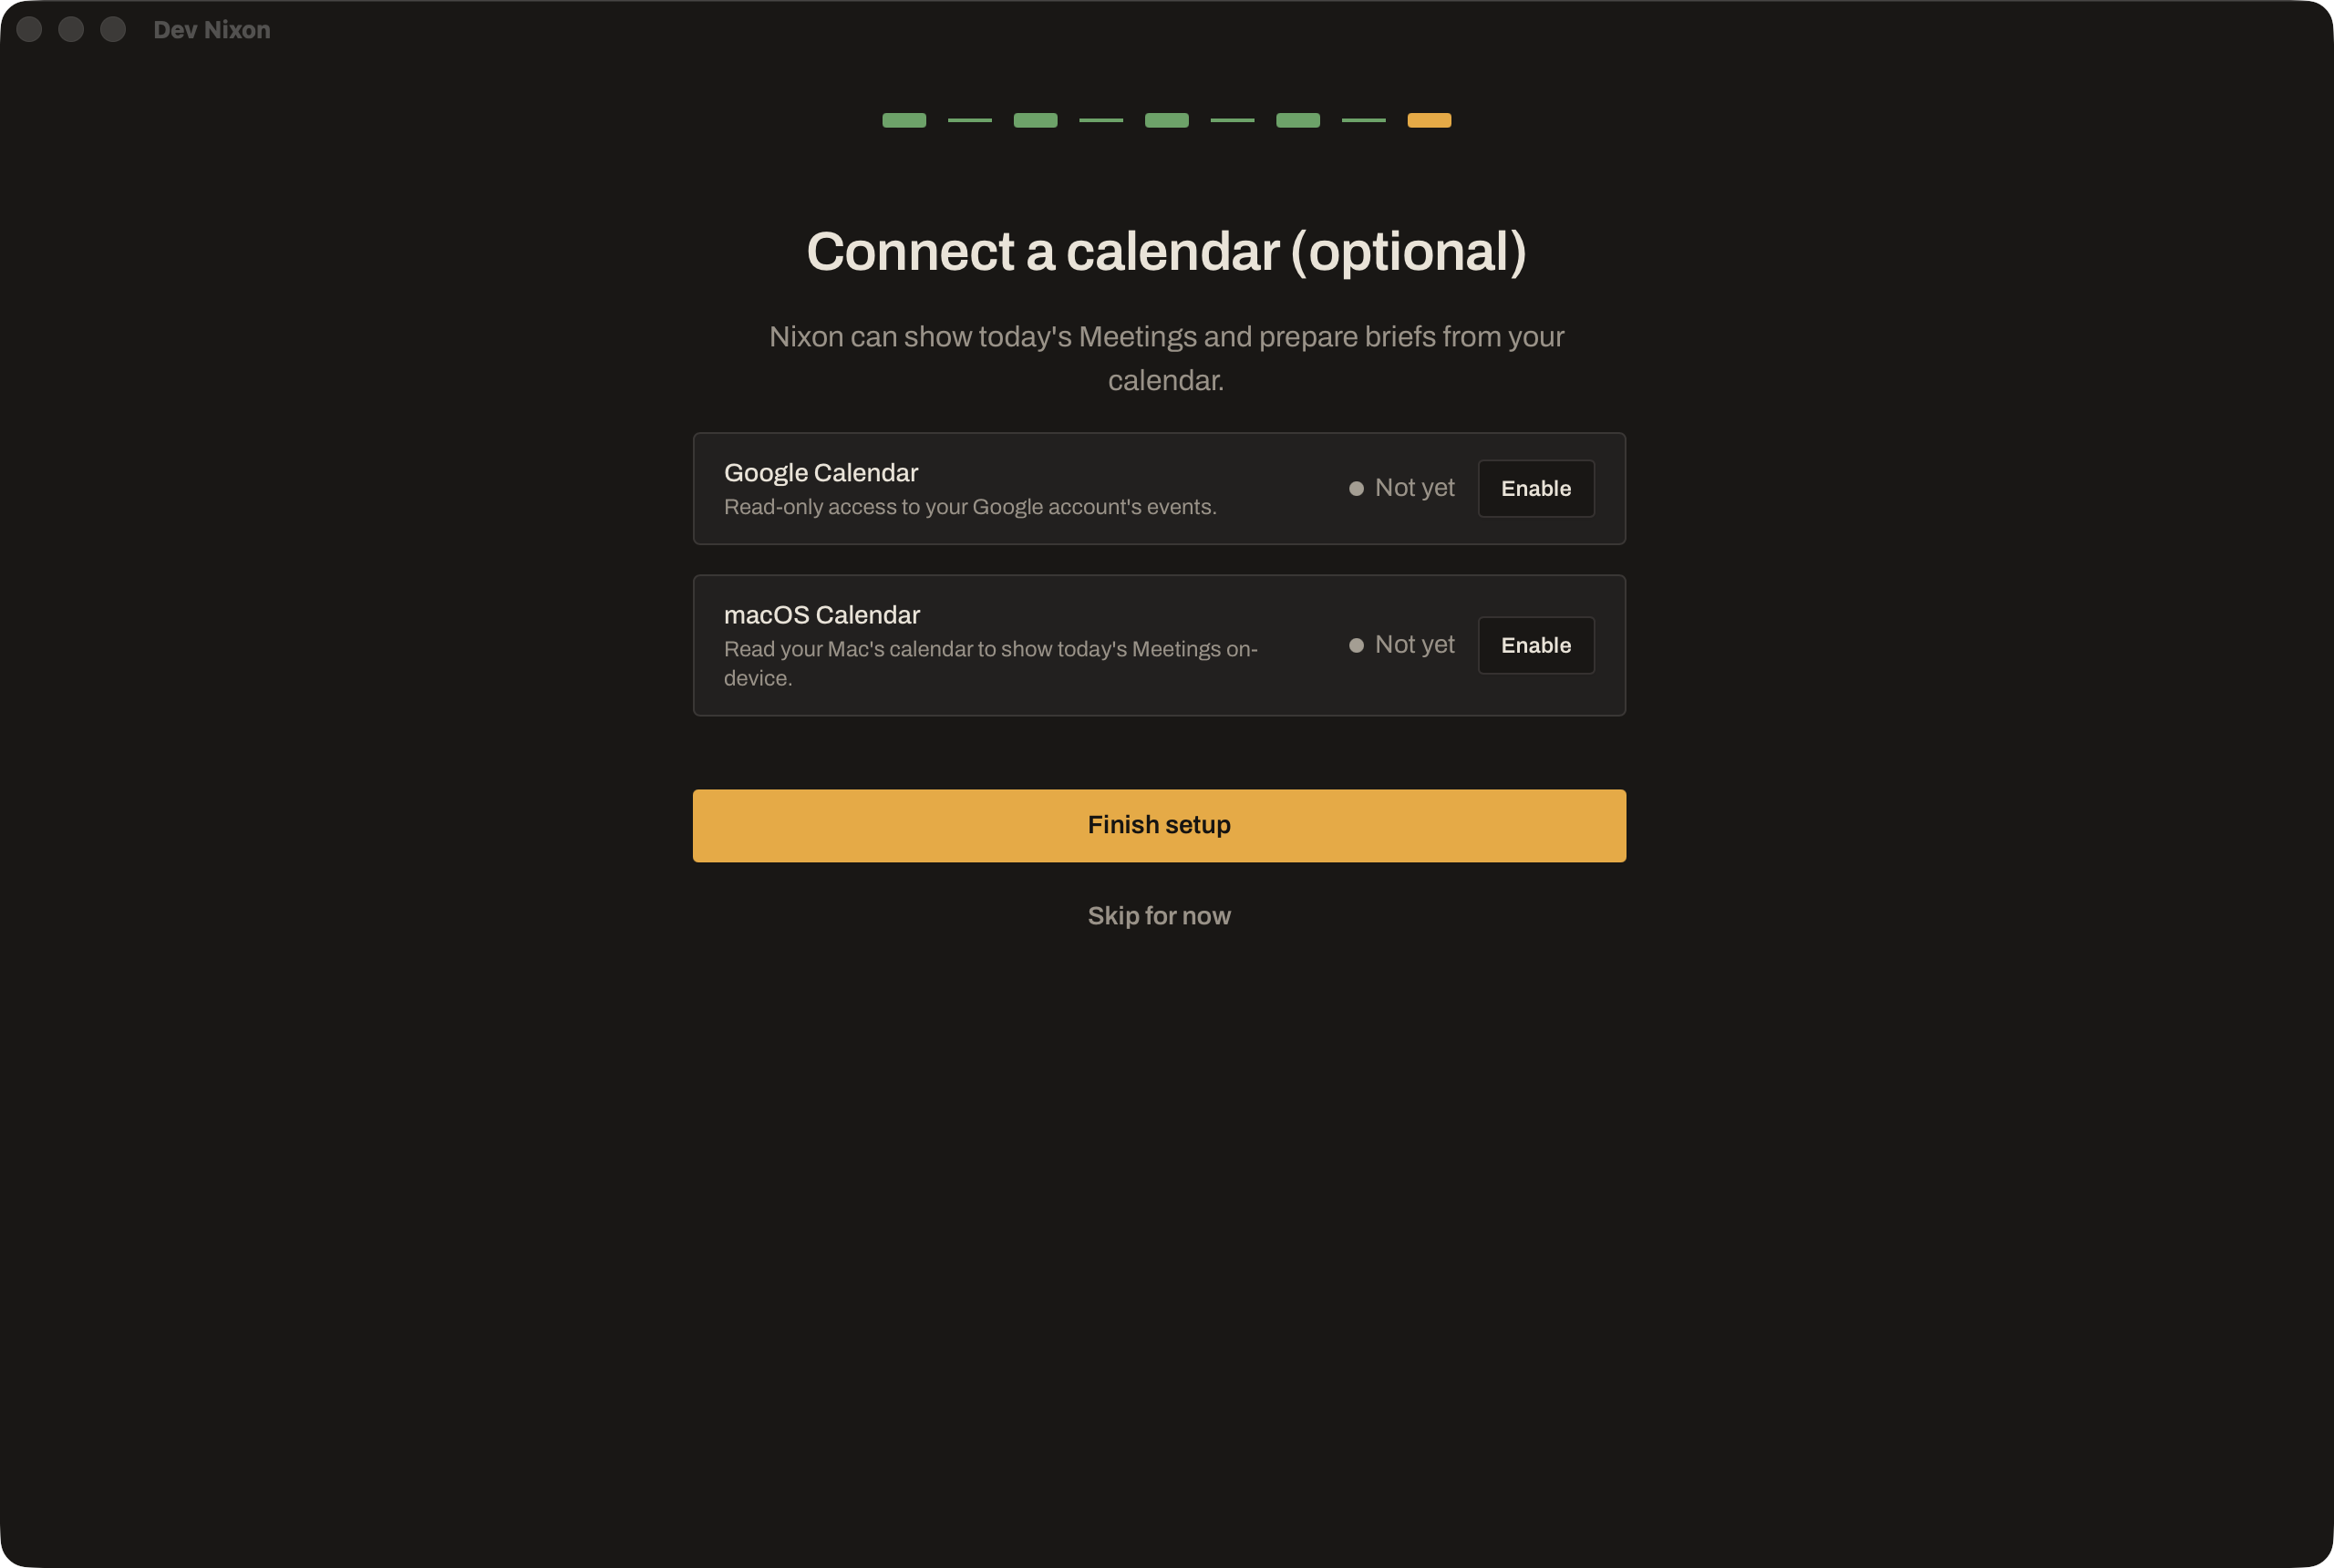 Dev Nixon
Connect a calendar (optional)
Nixon can show today's Meetings and prepare briefs from your
calendar.
Google Calendar
Read-only access to your Google account's events.
Not yet
Enable
macOS Calendar
Read your Mac's calendar to show today's Meetings on-
device.
Not yet
Enable
Finish setup
Skip for now